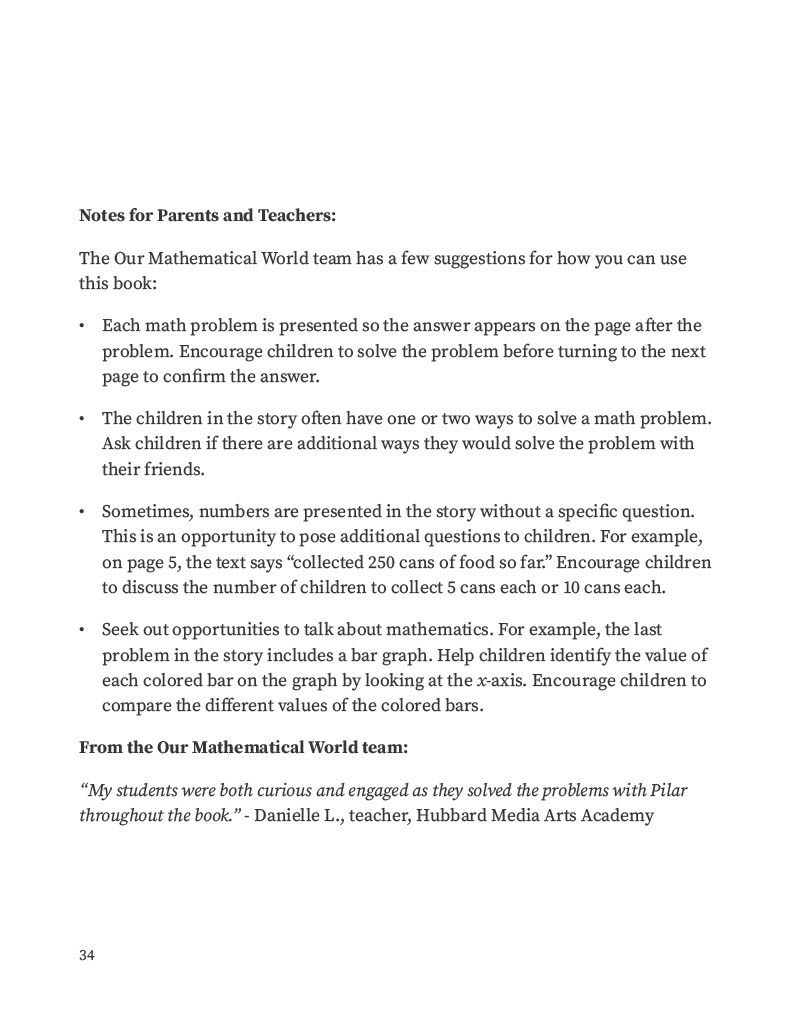 Notes for Parents and Teachers:
The Our Mathematical World team has a few suggestions for how you can use
this book:
• Each math problem is presented so the answer appears on the page after the
problem. Encourage children to solve the problem before turning to the next
page to confirm the answer.
• The children in the story often have one or two ways to solve a math problem.
Ask children if there are additional ways they would solve the problem with
their friends.
• Sometimes, numbers are presented in the story without a specific question.
This is an opportunity to pose additional questions to children. For example,
on page 5, the text says “collected 250 cans of food so far.” Encourage children
to discuss the number of children to collect 5 cans each or 10 cans each.
• Seek out opportunities to talk about mathematics. For example, the last
problem in the story includes a bar graph. Help children identify the value of
each colored bar on the graph by looking at the x-axis. Encourage children to
compare the different values of the colored bars.
From the Our Mathematical World team:
“My students were both curious and engaged as they solved the problems with Pilar
throughout the book.” - Danielle L., teacher, Hubbard Media Arts Academy
34